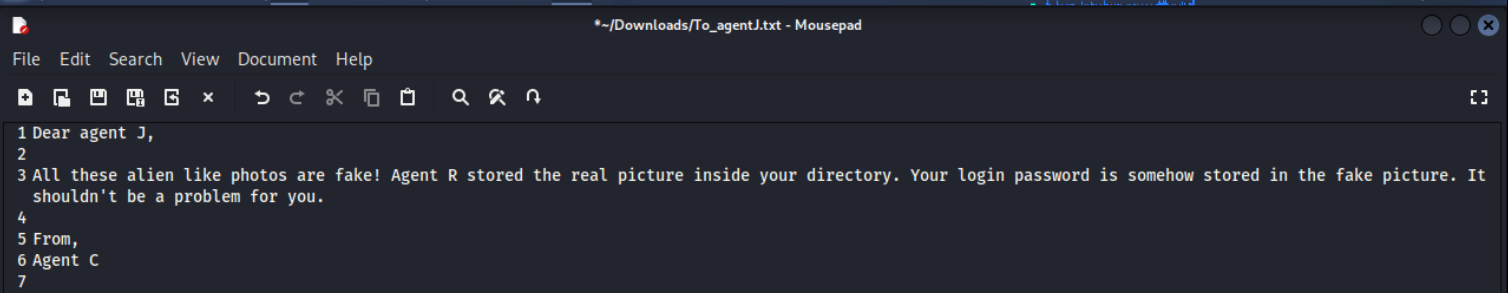 *~/Downloads/To_agentJ.txt - Mousepad
File Edit Search View Document Help
1 Dear agent J,
2
3 All these alien like photos are fake! Agent R stored the real picture inside your directory. Your login password is somehow stored in the fake picture. It
shouldn't be a problem for you.
4
5 From,
6 Agent C
7